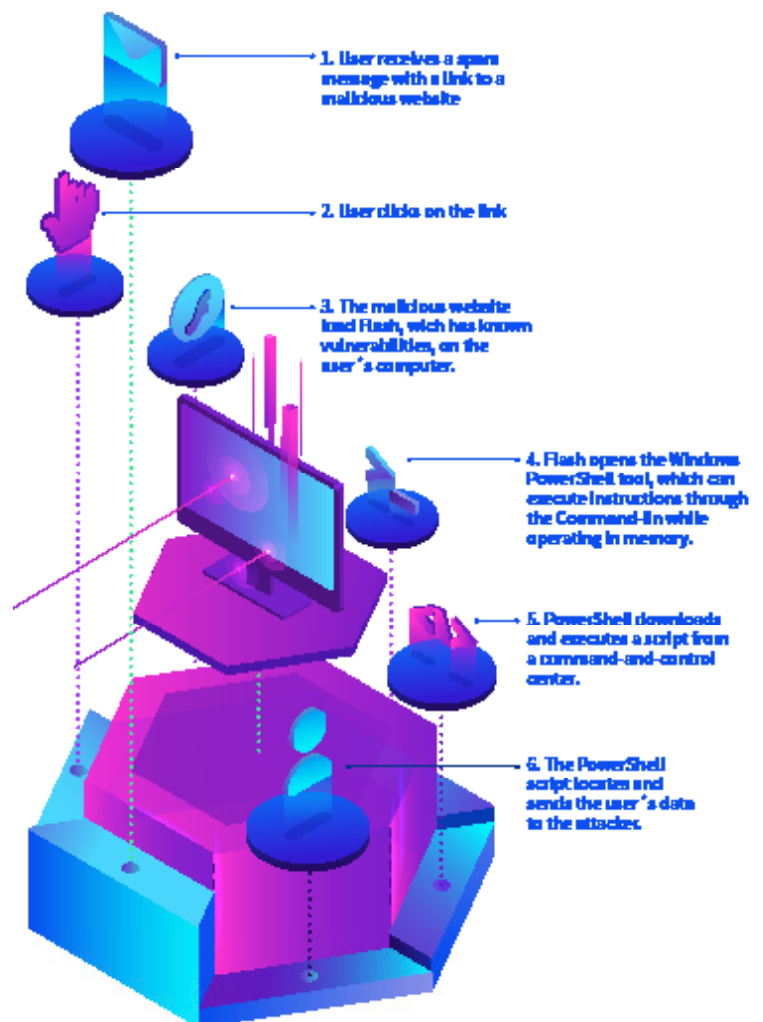 1. User receives a spam
message with a link to a
malicious website
2. User clicks on the link
3. The malicious website
load Flash, wich has known
vulnerabilities, on the
user´s computer.
4. Flash opens the Windows
PowerShell tool, which can
execute instructions through
the Command-lin while
operating in memory.
5. PowerShell downloads
and executes a script from
a command-and-control
center.
6. The PowerShell
script locates and
sends the user´s data
to the attacker.